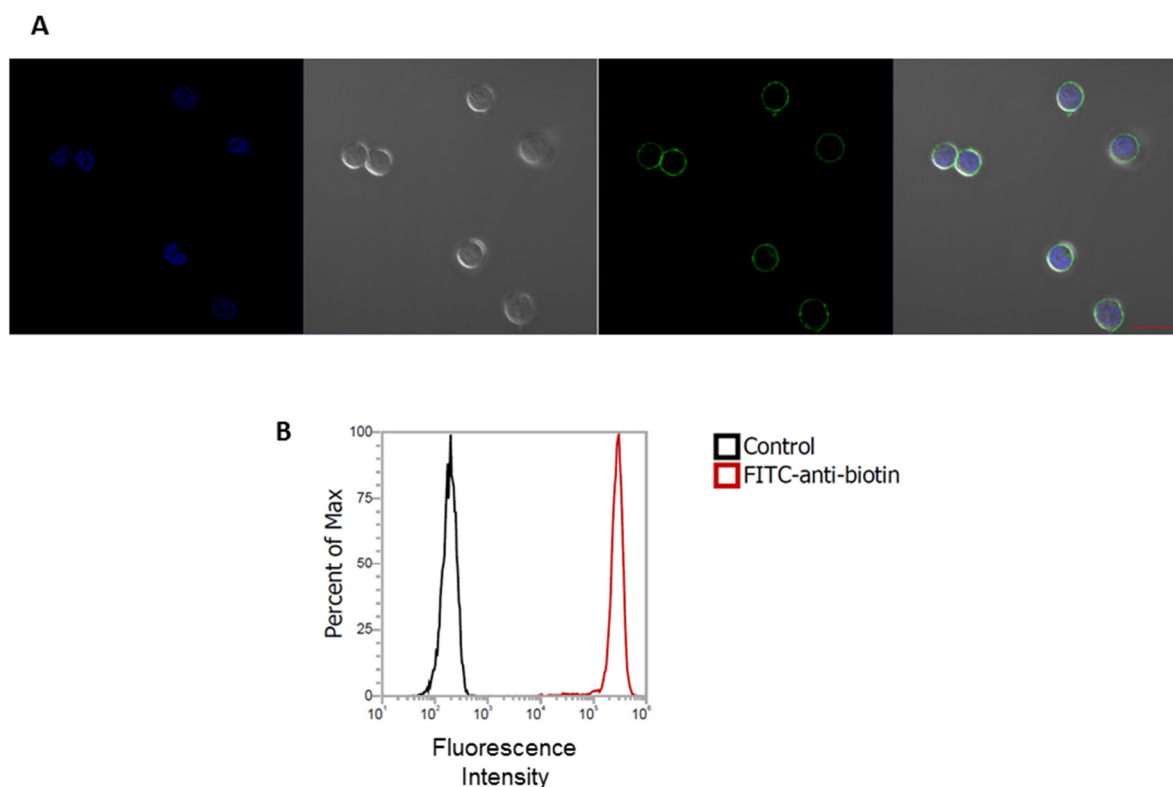 A
B
100
75
50
25
0
10¹ 10² 10³ 10⁴ 10⁵ 10⁶
Percent of Max
Fluorescence
Intensity
Control
FITC-anti-biotin